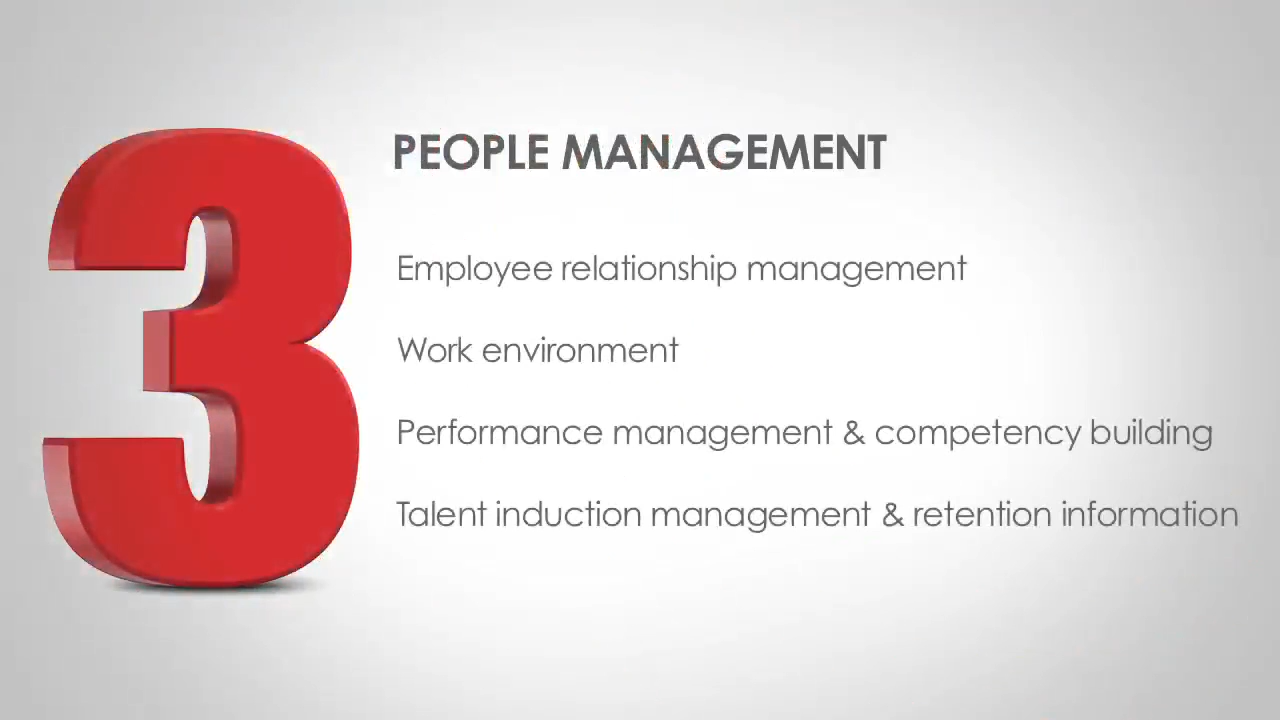 3
PEOPLE MANAGEMENT
Employee relationship management
Work environment
Performance management & competency building
Talent induction management & retention information